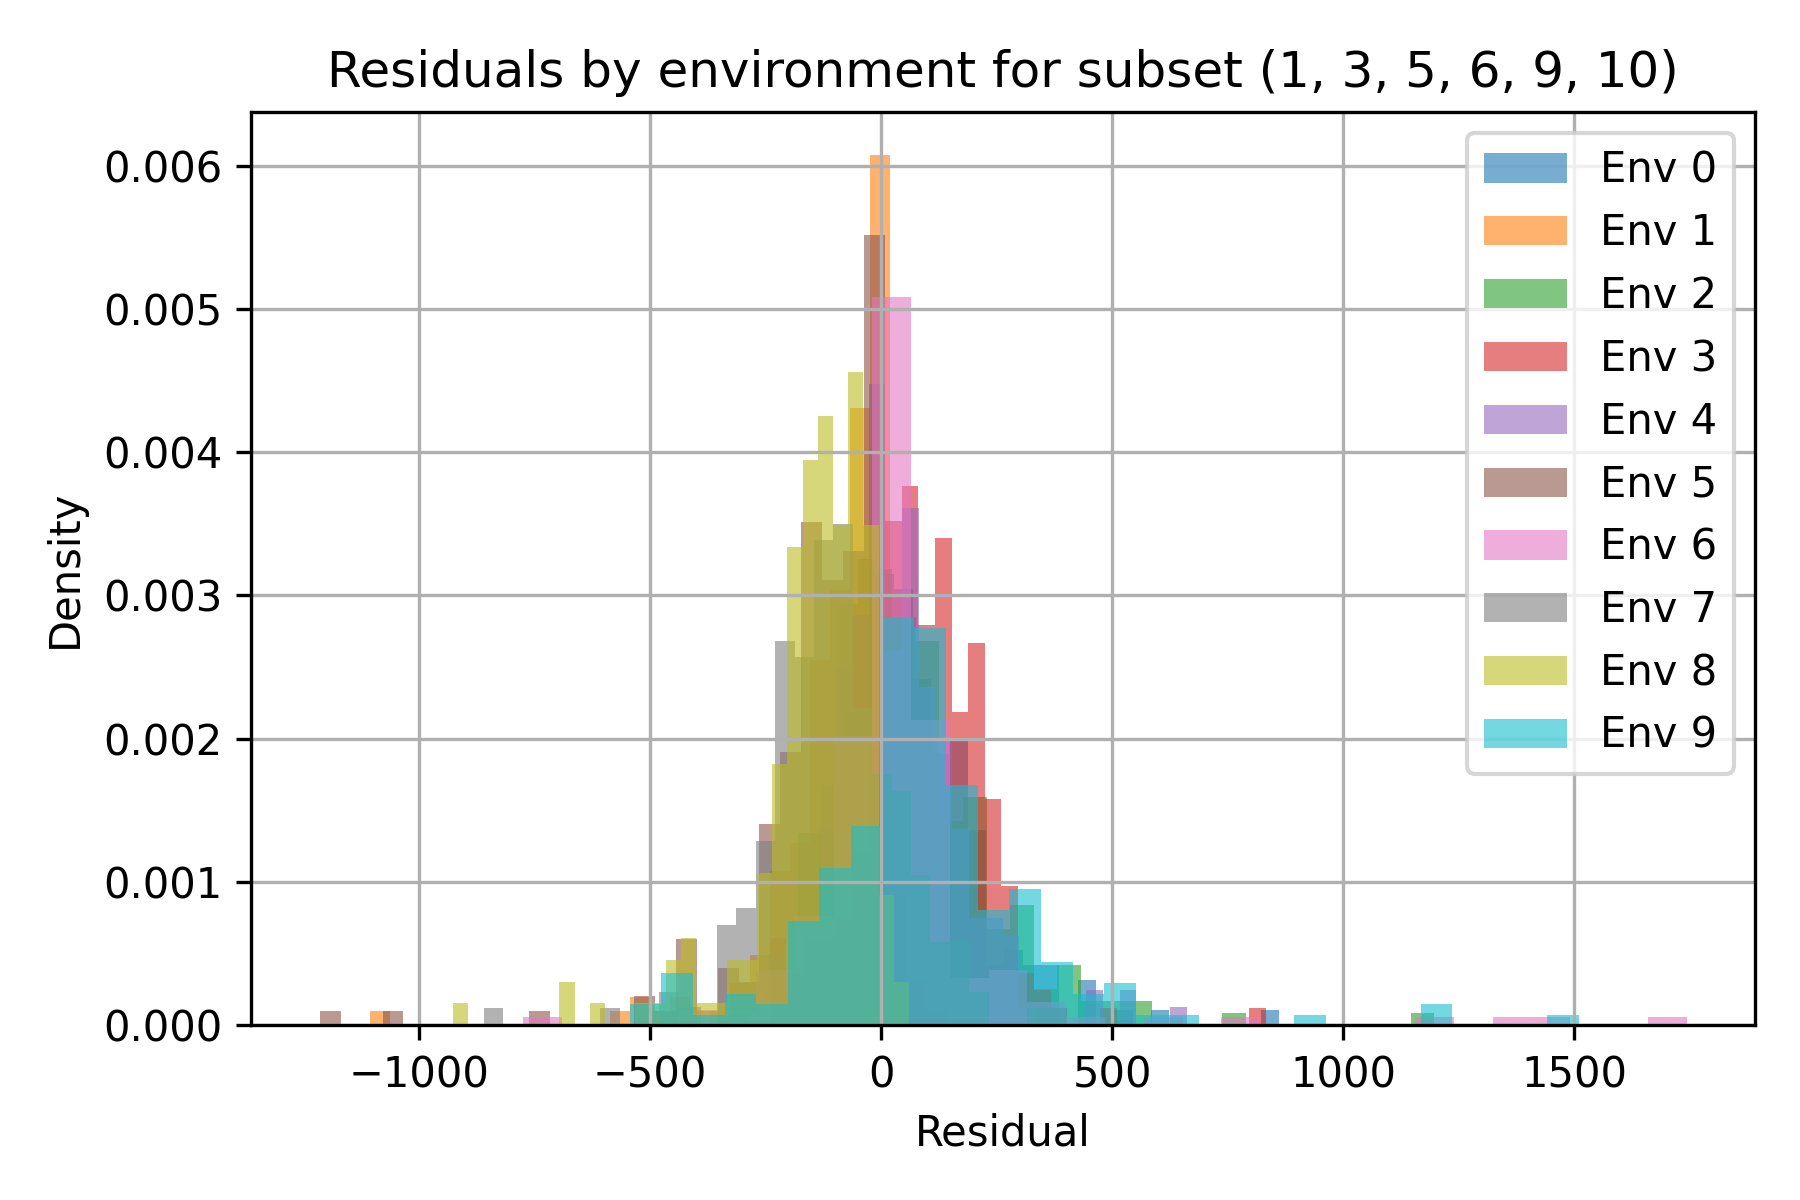 Residuals by environment for subset (1, 3, 5, 6, 9, 10)
0.006
0.005
0.004
0.003
0.002
0.001
0.000
Density
−1000
−500
0
500
1000
1500
Residual
Env 0
Env 1
Env 2
Env 3
Env 4
Env 5
Env 6
Env 7
Env 8
Env 9